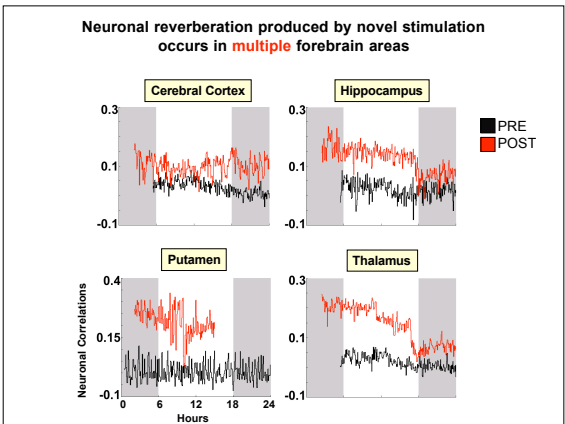 Neuronal reverberation produced by novel stimulation
occurs in multiple forebrain areas
Cerebral Cortex
Hippocampus
PRE
POST
0.3
0.1
-0.1
0.3
0.1
-0.1
Putamen
Thalamus
Neuronal Correlations
0.4
0.15
-0.1
0.3
0.1
-0.1
0 6 12 18 24
Hours